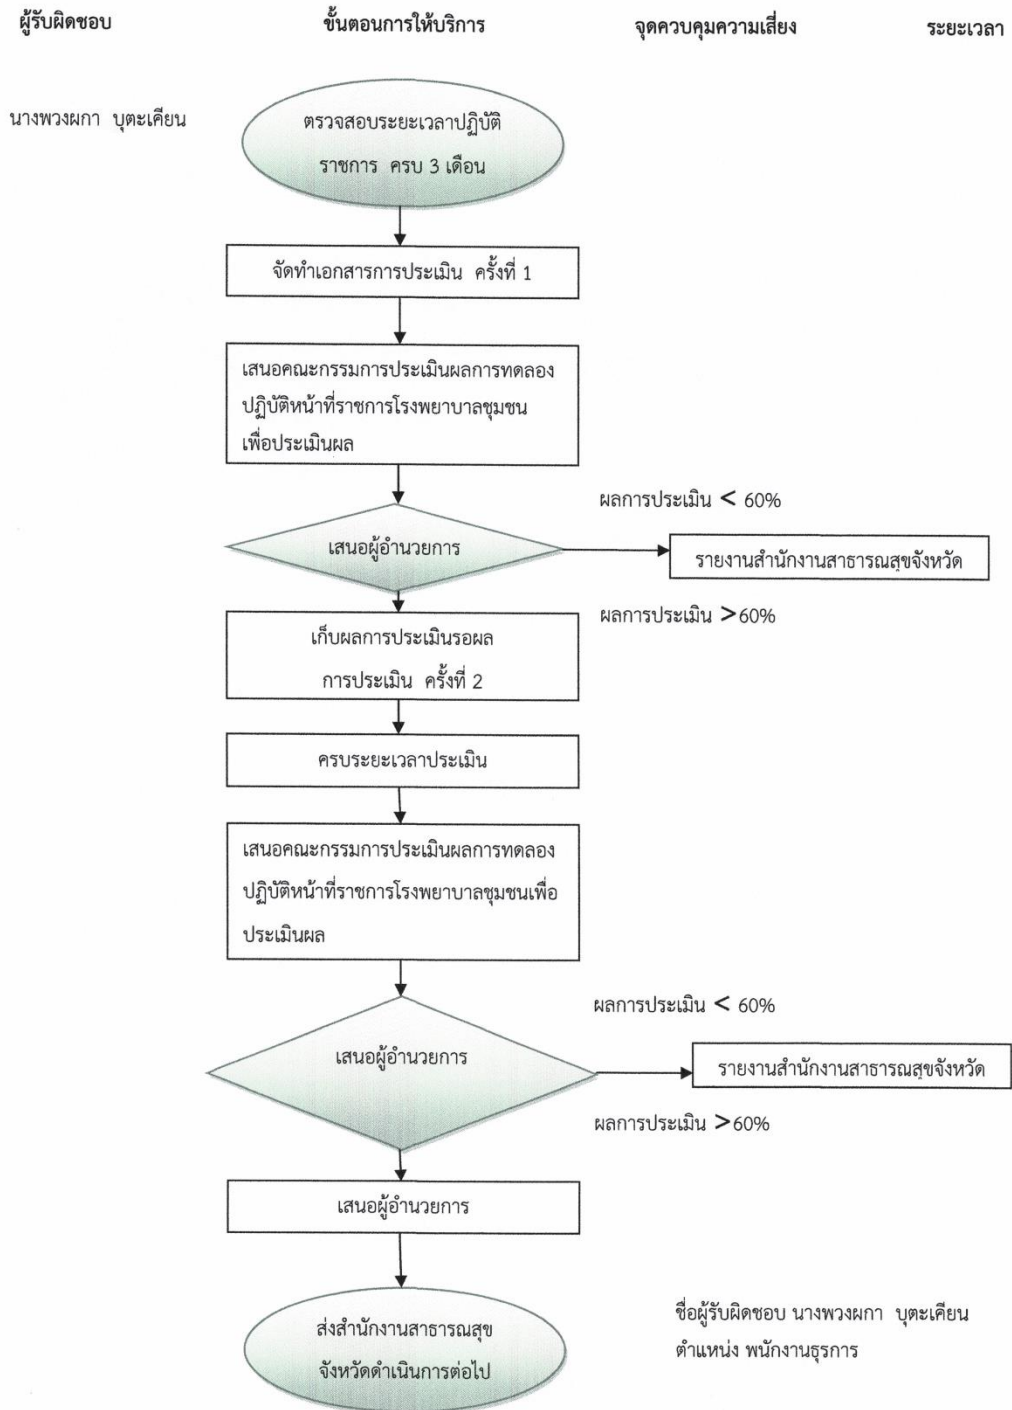 ผู้รับผิดชอบ ขั้นตอนการให้บริการ จุดควบคุมความเสี่ยง ระยะเวลา
นางพวงผกา บุตะเคียน
ตรวจสอบระยะเวลาปฏิบัติ
ราชการ ครบ 3 เดือน
จัดทำเอกสารการประเมิน ครั้งที่ 1
เสนอคณะกรรมการประเมินผลการทดลอง
ปฏิบัติหน้าที่ราชการโรงพยาบาลชุมชน
เพื่อประเมินผล
ผลการประเมิน < 60%
เสนอผู้อำนวยการ
รายงานสำนักงานสาธารณสุขจังหวัด
ผลการประเมิน >60%
เก็บผลการประเมินรอผล
การประเมิน ครั้งที่ 2
ครบระยะเวลาประเมิน
เสนอคณะกรรมการประเมินผลการทดลอง
ปฏิบัติหน้าที่ราชการโรงพยาบาลชุมชนเพื่อ
ประเมินผล
ผลการประเมิน < 60%
เสนอผู้อำนวยการ
รายงานสำนักงานสาธารณสุขจังหวัด
ผลการประเมิน >60%
เสนอผู้อำนวยการ
ส่งสำนักงานสาธารณสุข
จังหวัดดำเนินการต่อไป
ชื่อผู้รับผิดชอบ นางพวงผกา บุตะเคียน
ตำแหน่ง พนักงานธุรการ